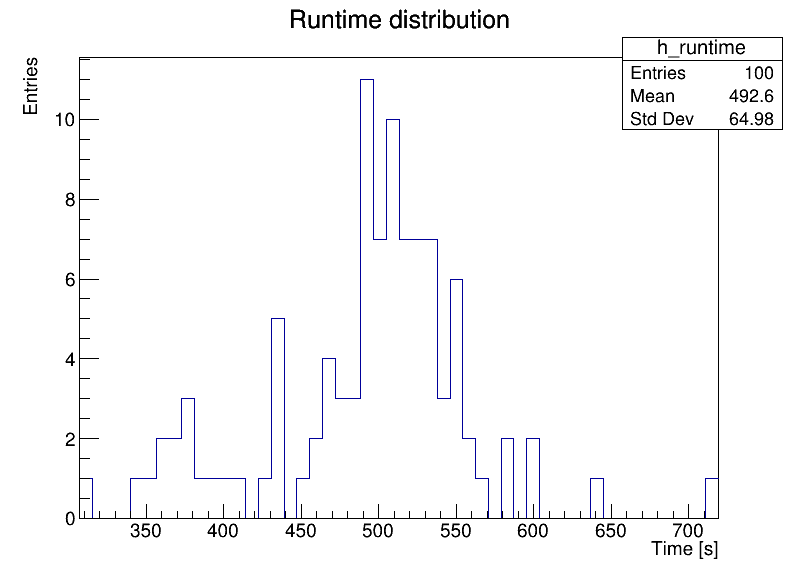 Runtime distribution
h_runtime
Entries 100
Mean 492.6
Std Dev 64.98
Entries
10
8
6
4
2
0
350 400 450 500 550 600 650 700
Time [s]